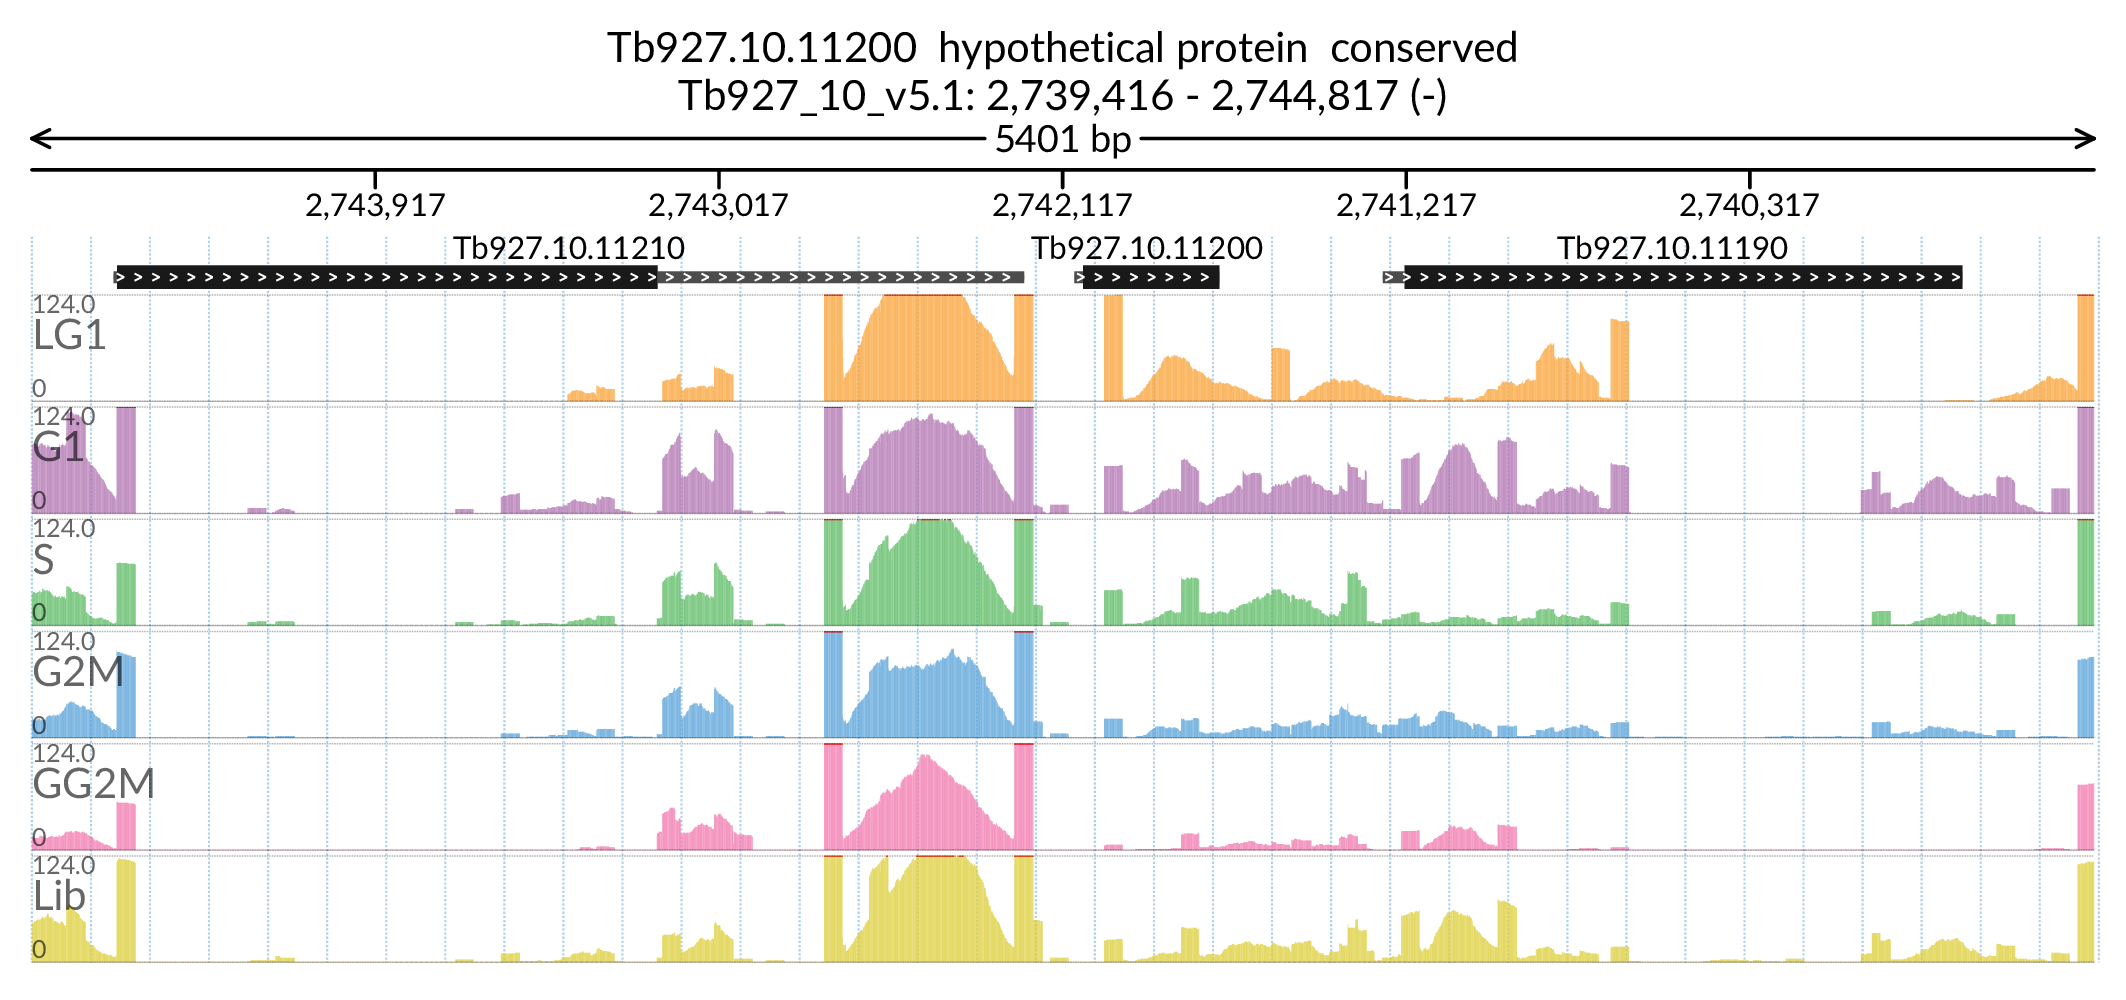 Tb927.10.11200  hypothetical protein  conserved
Tb927_10_v5.1: 2,739,416 - 2,744,817 (-)
5401 bp
2,743,917 2,743,017 2,742,117 2,741,217 2,740,317
Tb927.10.11210 Tb927.10.11200 Tb927.10.11190
124.0
LG1
0
124.0
G1
0
124.0
S
0
124.0
G2M
0
124.0
GG2M
0
124.0
Lib
0